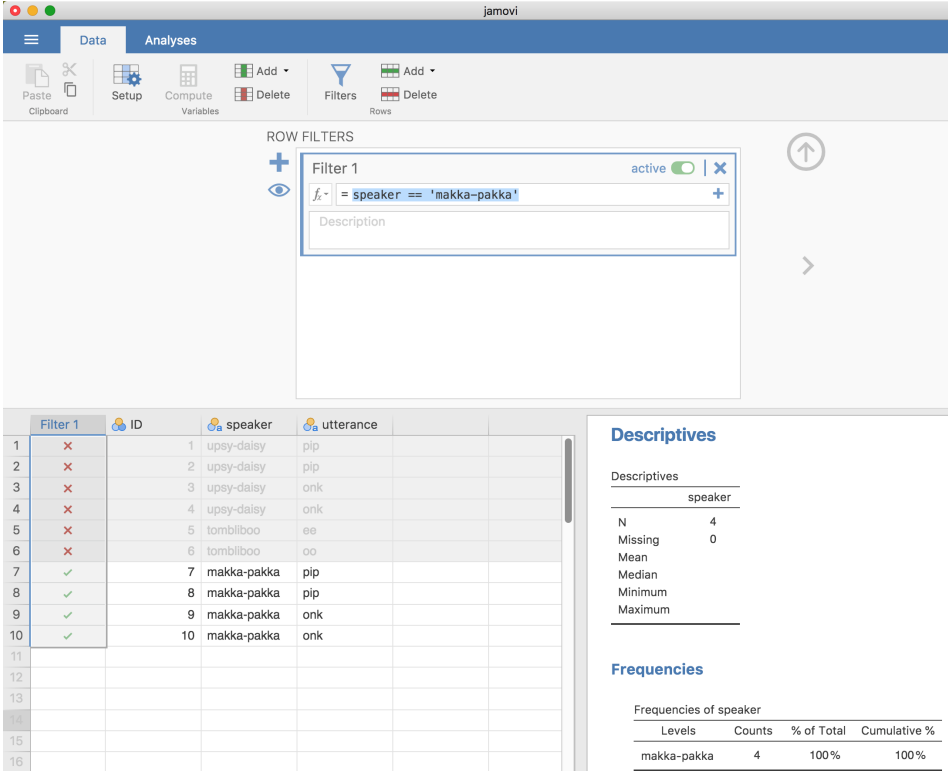 jamovi
Data Analyses
Paste Setup Compute Add Delete Filters Add Delete
Clipboard Variables Rows
ROW FILTERS
Filter 1 active
fx = speaker == 'makka-pakka'
Description
Filter 1 ID speaker utterance
1 1 upsy-daisy pip
2 2 upsy-daisy pip
3 3 upsy-daisy onk
4 4 upsy-daisy onk
5 5 tombliboo ee
6 6 tombliboo oo
7 7 makka-pakka pip
8 8 makka-pakka pip
9 9 makka-pakka onk
10 10 makka-pakka onk
11
12
13
14
15
16
Descriptives
Descriptives
speaker
N 4
Missing 0
Mean
Median
Minimum
Maximum
Frequencies
Frequencies of speaker
Levels Counts % of Total Cumulative %
makka-pakka 4 100% 100%